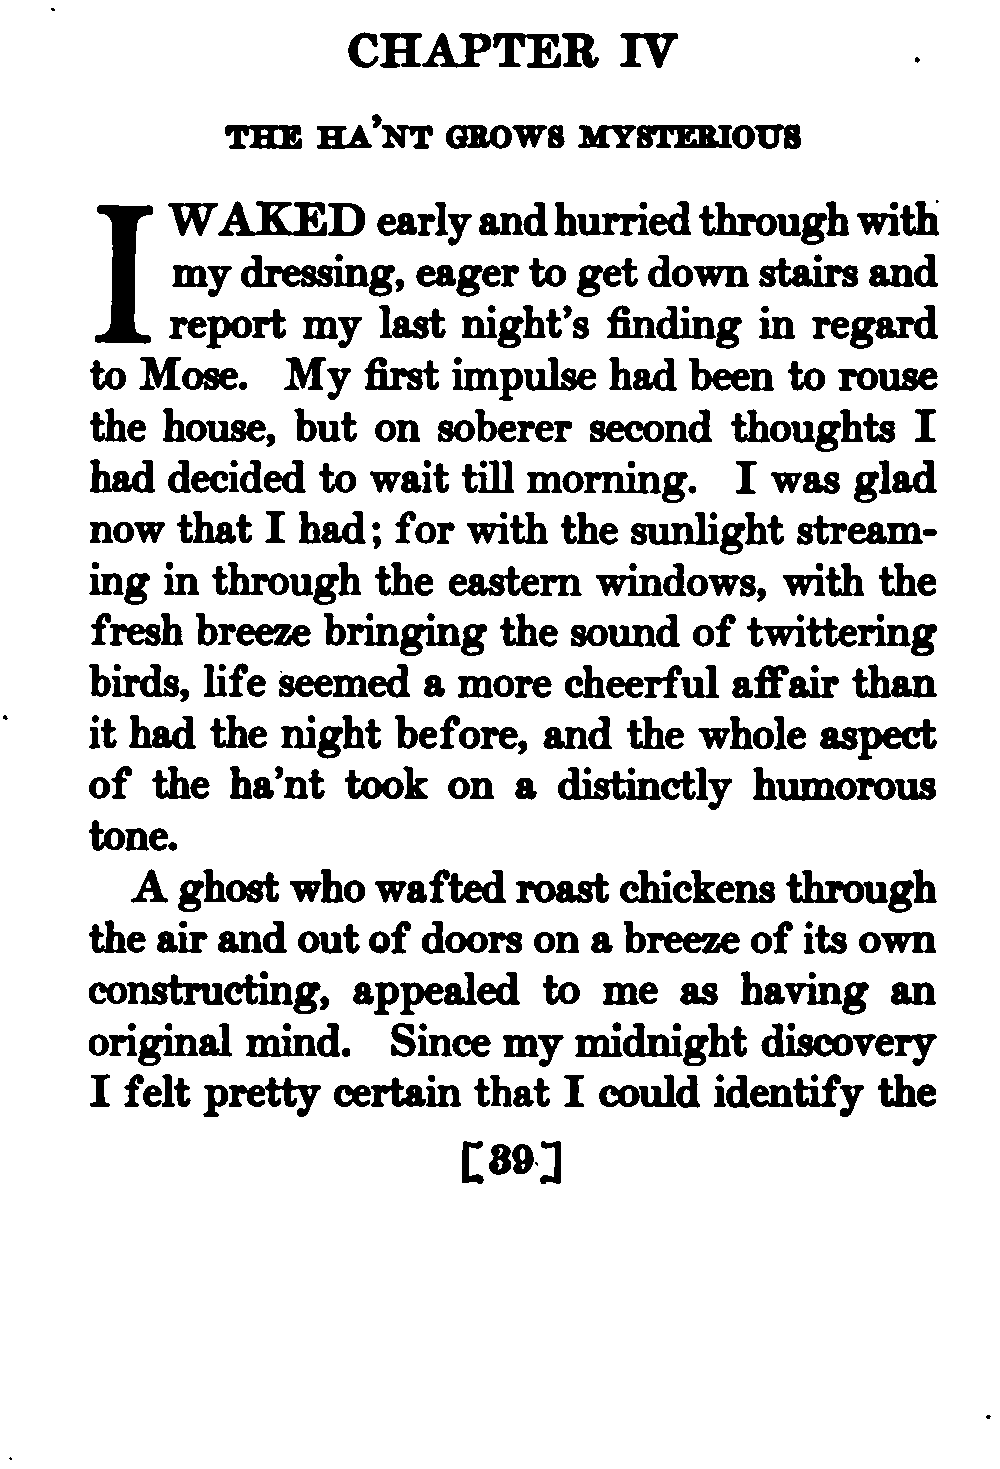 CHAPTER IV
THE HA'NT GROWS MYSTERIOUS
I WAKED early and hurried through with
my dressing, eager to get down stairs and
report my last night's finding in regard
to Mose. My first impulse had been to rouse
the house, but on soberer second thoughts I
had decided to wait till morning. I was glad
now that I had; for with the sunlight stream-
ing in through the eastern windows, with the
fresh breeze bringing the sound of twittering
birds, life seemed a more cheerful affair than
it had the night before, and the whole aspect
of the ha'nt took on a distinctly humorous
tone.
A ghost who wafted roast chickens through
the air and out of doors on a breeze of its own
constructing, appealed to me as having an
original mind. Since my midnight discovery
I felt pretty certain that I could identify the
[39]